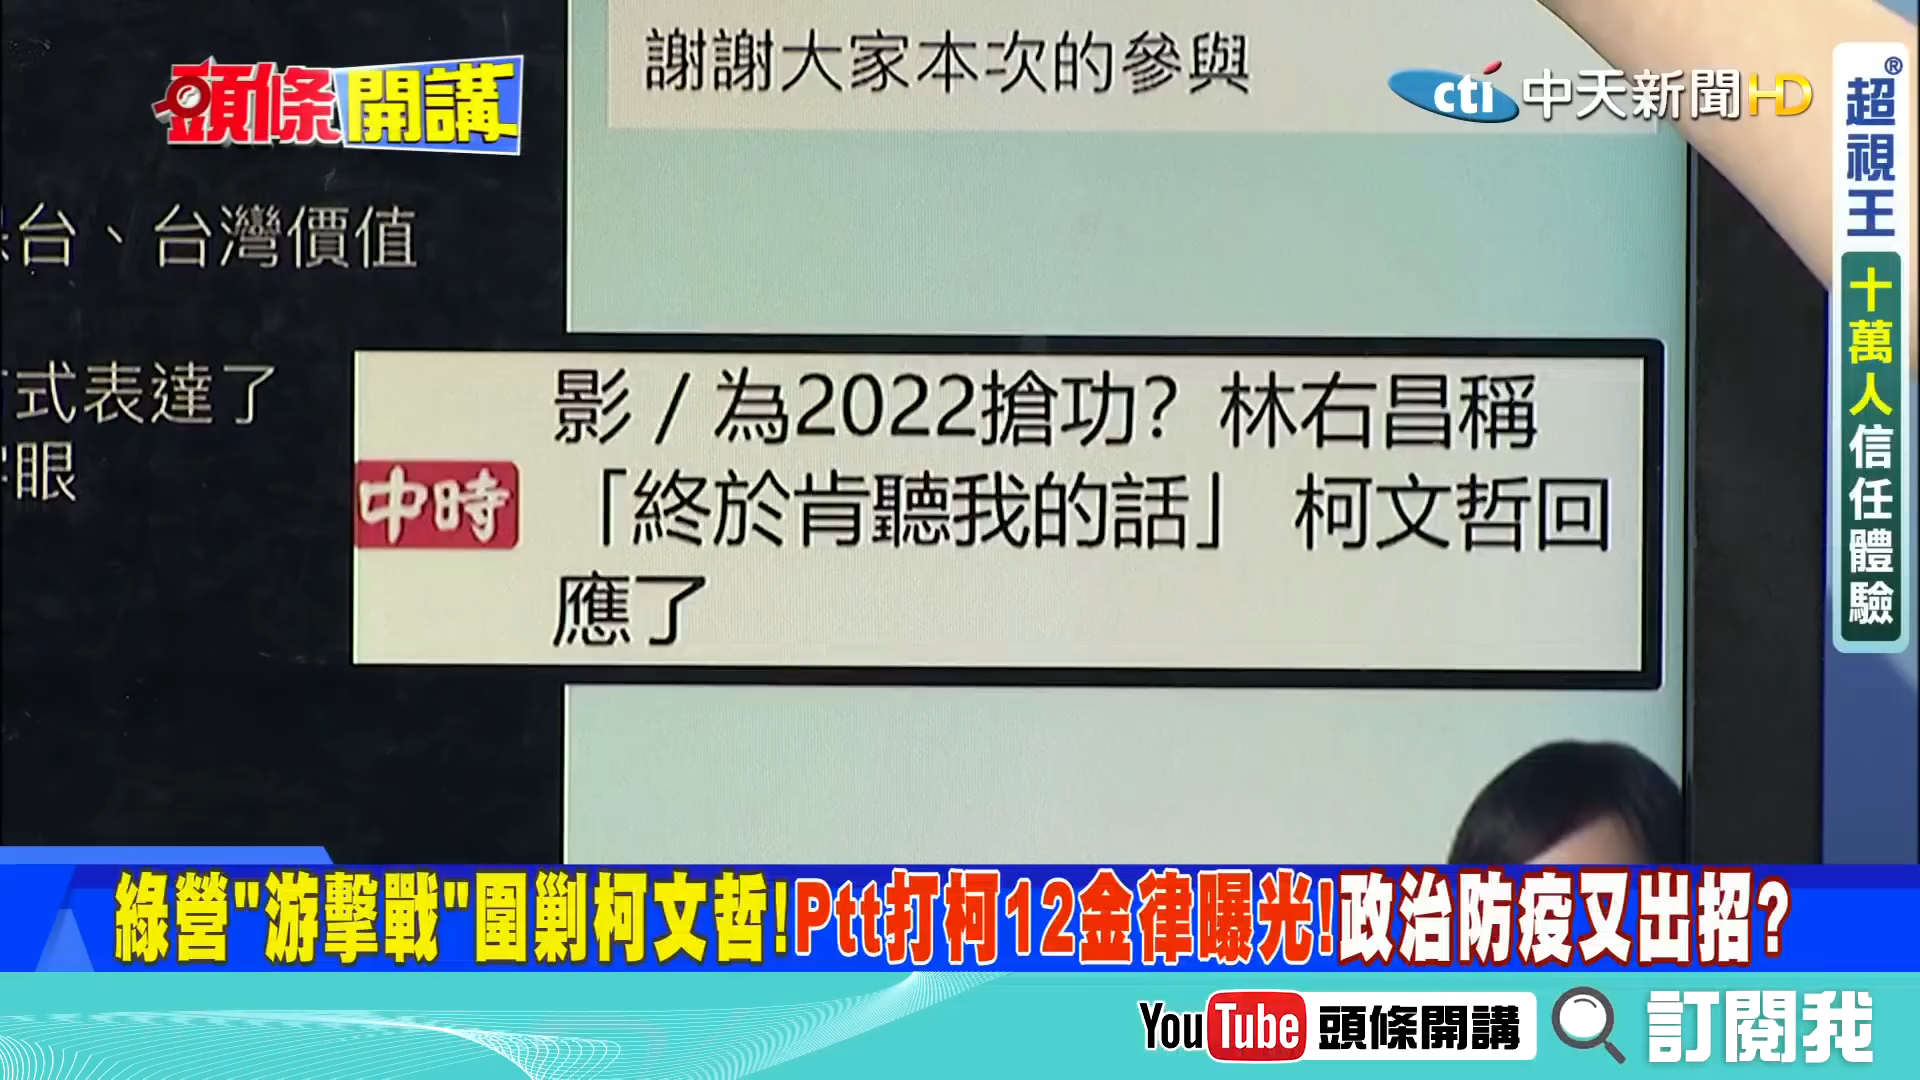 謝謝大家本次的參與
頭條開講
cti 中天新聞HD
超視王®
十萬人信任體驗
台、台灣價值
式表達了
眼
中時
影/為2022搶功?林右昌稱
「終於肯聽我的話」 柯文哲回
應了
綠營"游擊戰"圍剿柯文哲!Ptt打柯12金律曝光!政治防疫又出招?
YouTube 頭條開講 訂閱我